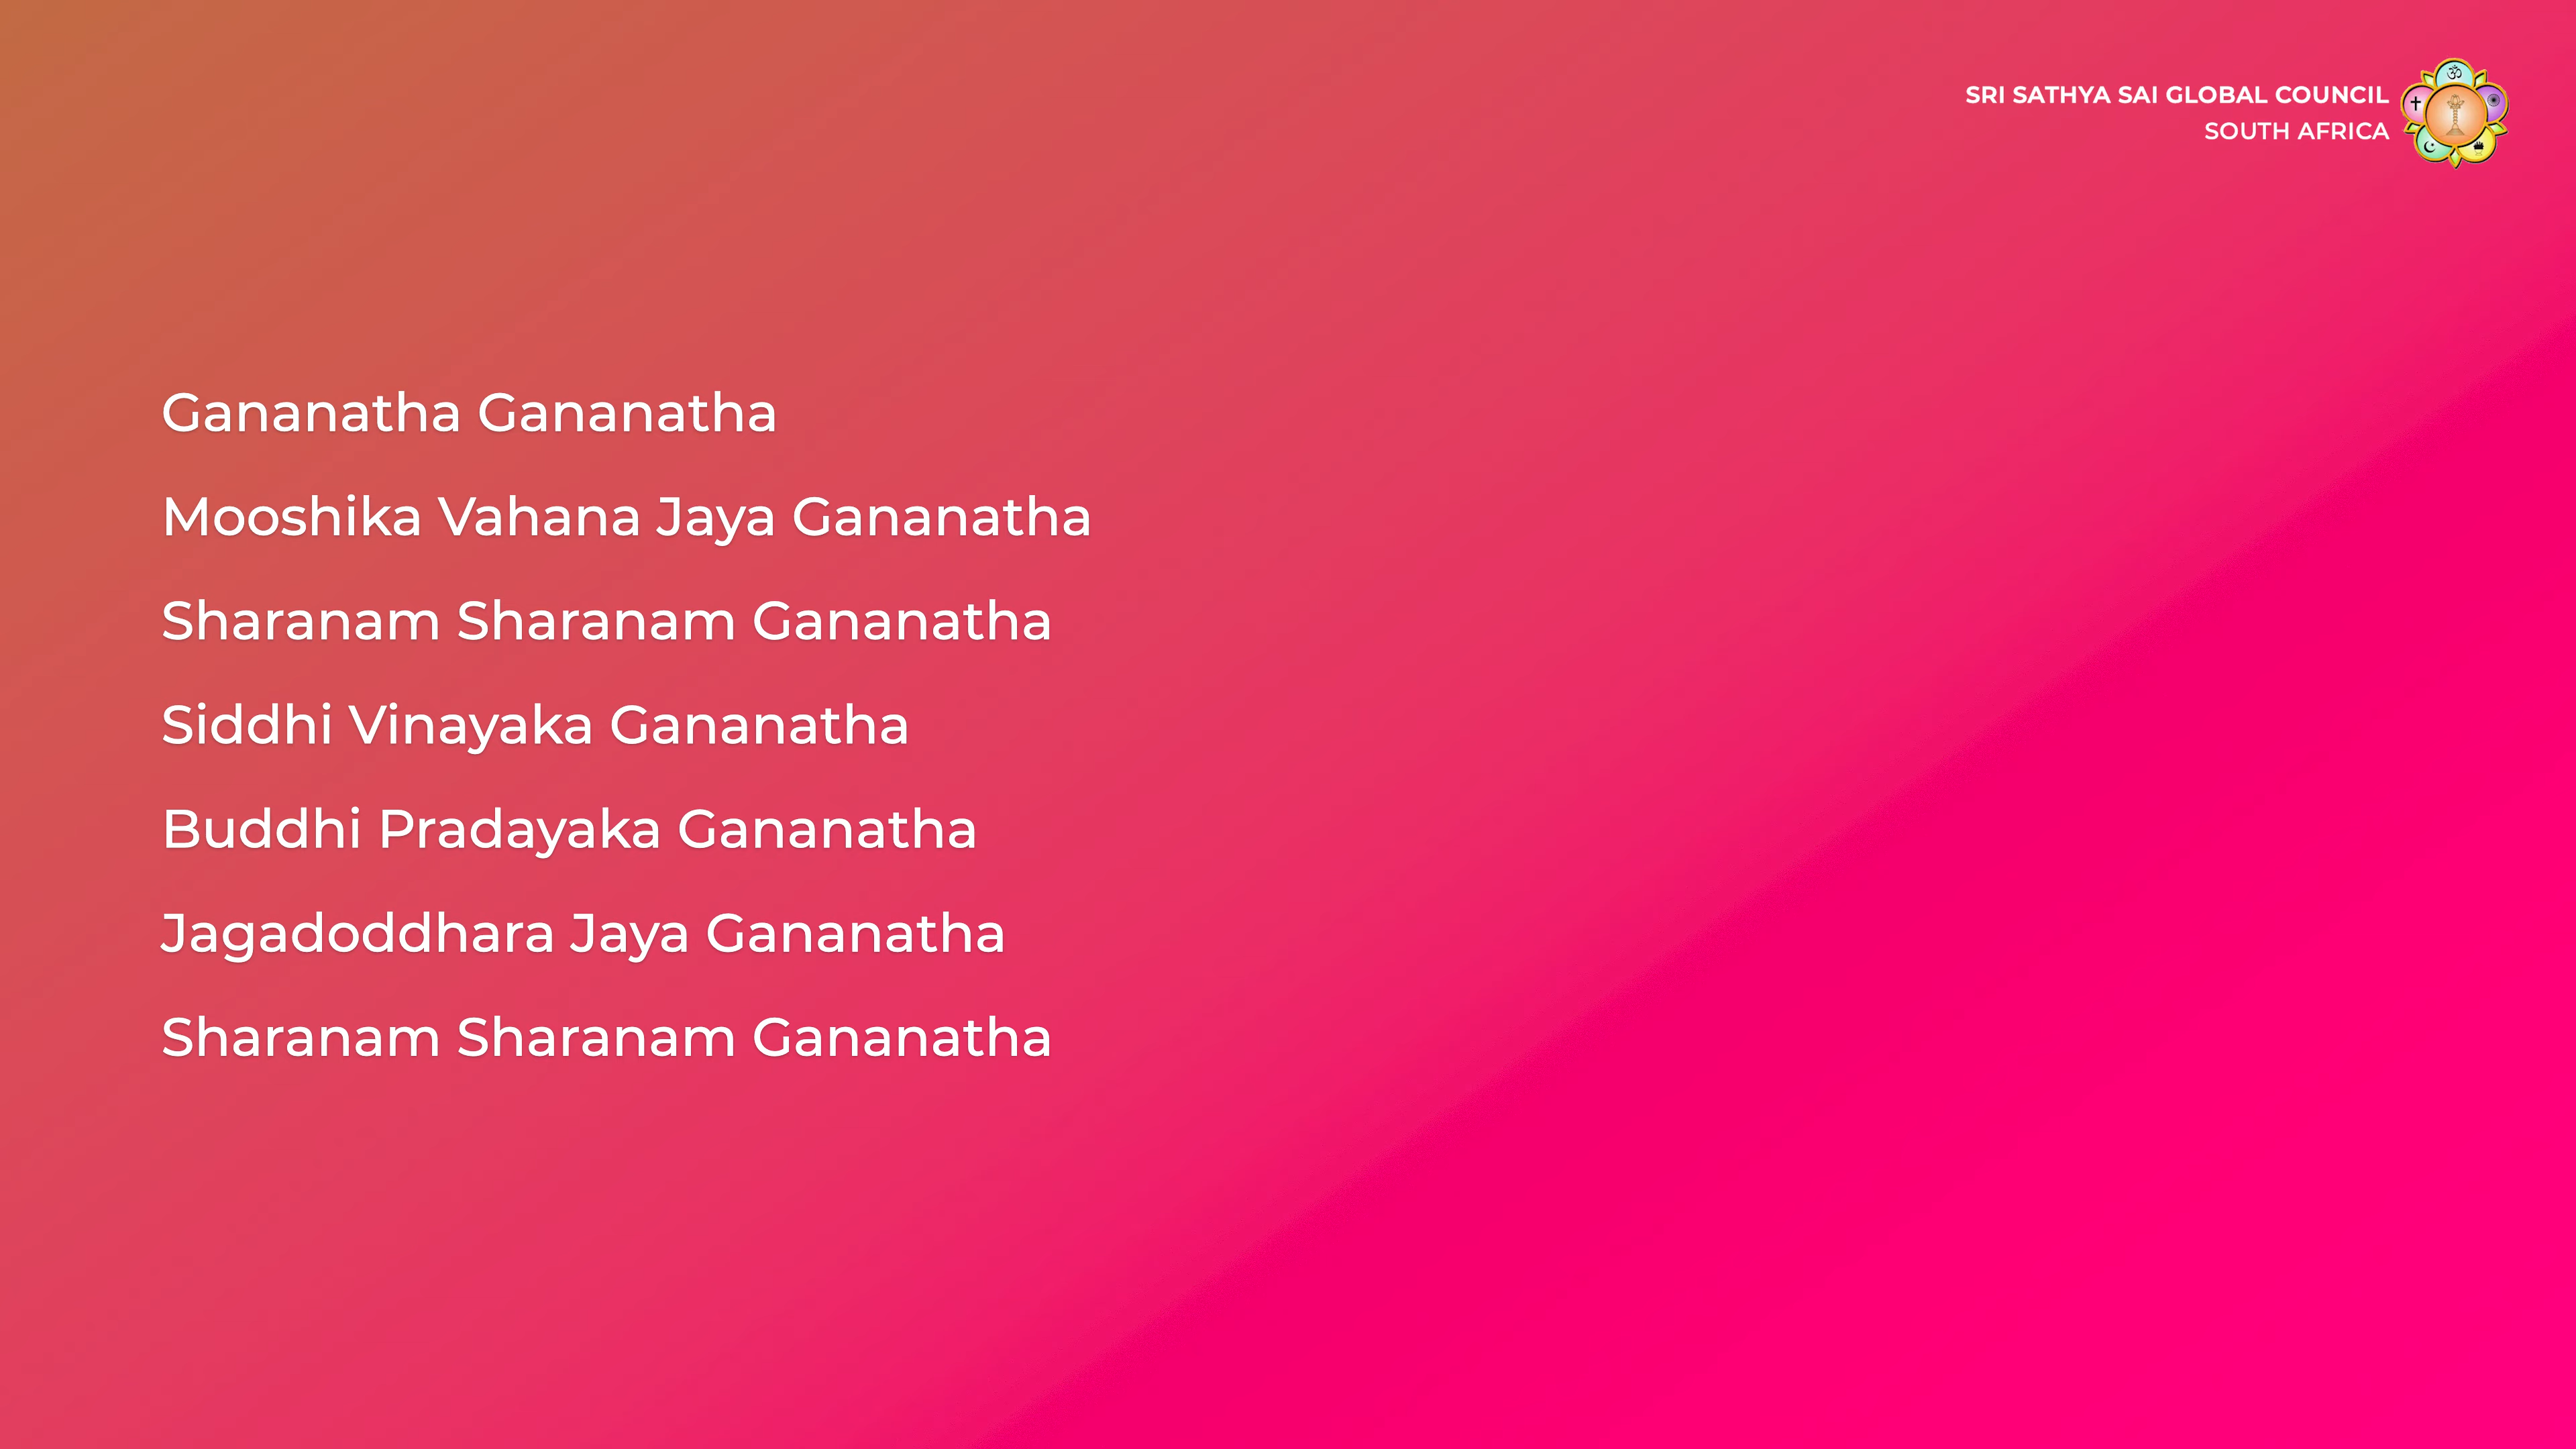 SRI SATHYA SAI GLOBAL COUNCIL
SOUTH AFRICA
Gananatha Gananatha
Mooshika Vahana Jaya Gananatha
Sharanam Sharanam Gananatha
Siddhi Vinayaka Gananatha
Buddhi Pradayaka Gananatha
Jagadoddhara Jaya Gananatha
Sharanam Sharanam Gananatha